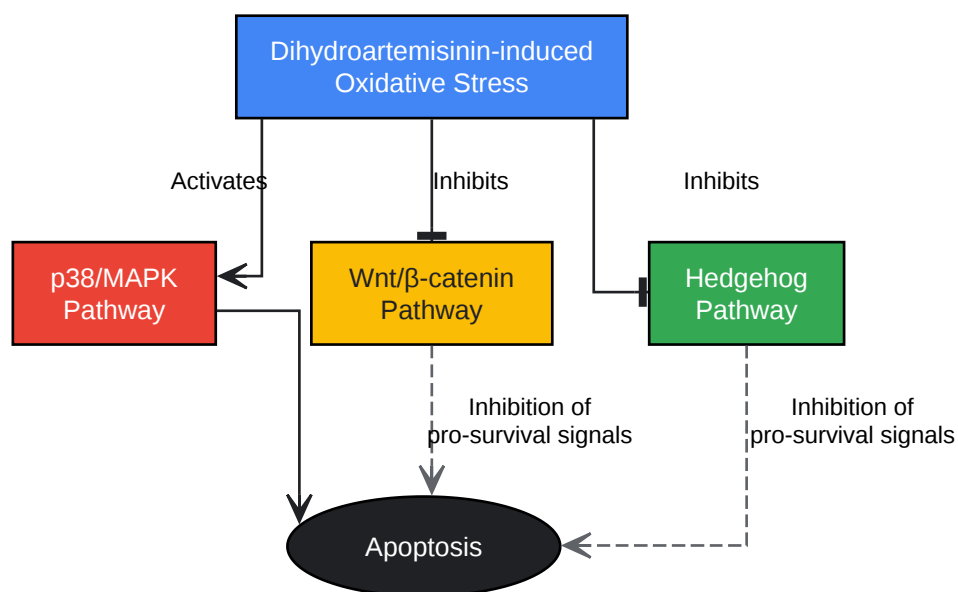 Dihydroartemisinin-induced
Oxidative Stress
Activates
Inhibits
Inhibits
p38/MAPK
Pathway
Wnt/β-catenin
Pathway
Hedgehog
Pathway
Inhibition of
pro-survival signals
Inhibition of
pro-survival signals
Apoptosis